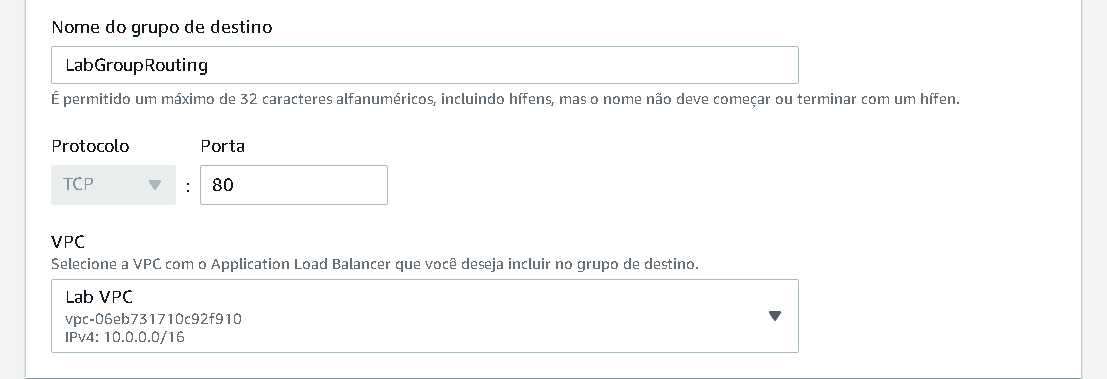 Nome do grupo de destino
LabGroupRouting
É permitido um máximo de 32 caracteres alfanuméricos, incluindo hífens, mas o nome não deve começar ou terminar com um hífen.
Protocolo Porta
TCP : 80
VPC
Selecione a VPC com o Application Load Balancer que você deseja incluir no grupo de destino.
Lab VPC
vpc-06eb731710c92f910
IPv4: 10.0.0.0/16